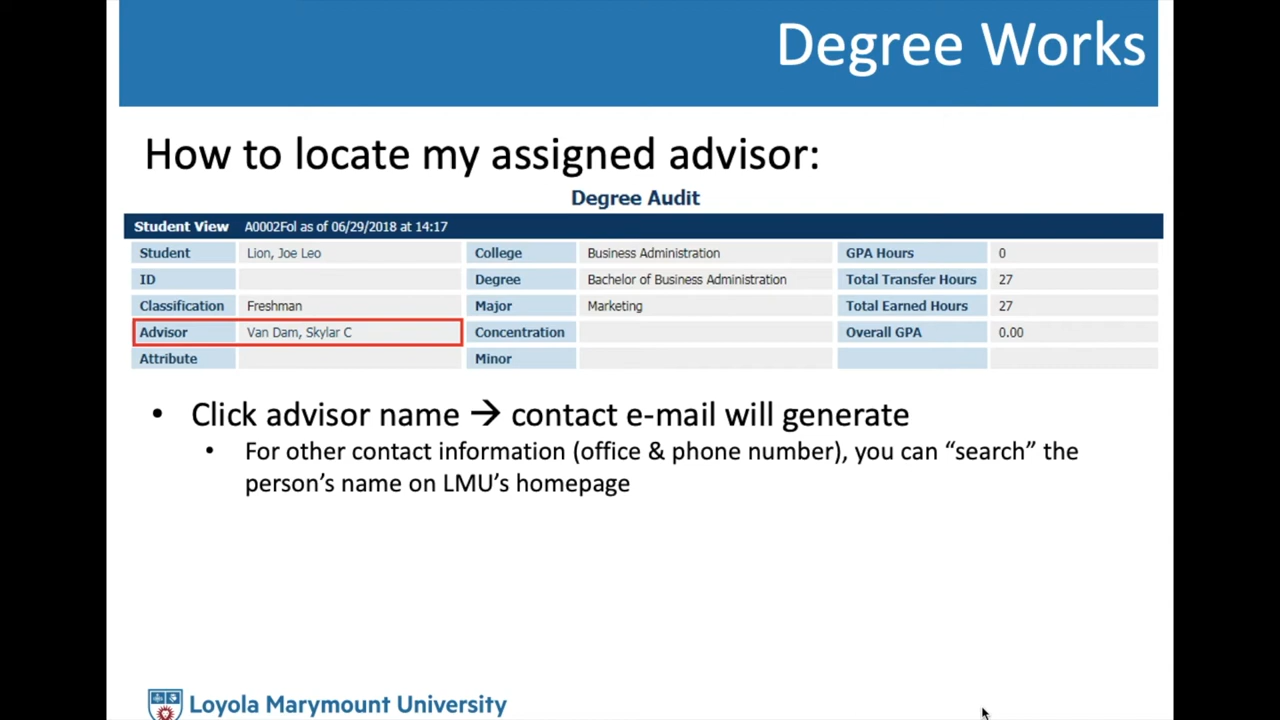 Degree Works
How to locate my assigned advisor:
Degree Audit
Student View A0002Fol as of 06/29/2018 at 14:17
Student Lion, Joe Leo College Business Administration GPA Hours 0
ID Degree Bachelor of Business Administration Total Transfer Hours 27
Classification Freshman Major Marketing Total Earned Hours 27
Advisor Van Dam, Skylar C Concentration Overall GPA 0.00
Attribute Minor
• Click advisor name → contact e-mail will generate
• For other contact information (office & phone number), you can “search” the
person’s name on LMU’s homepage
Loyola Marymount University